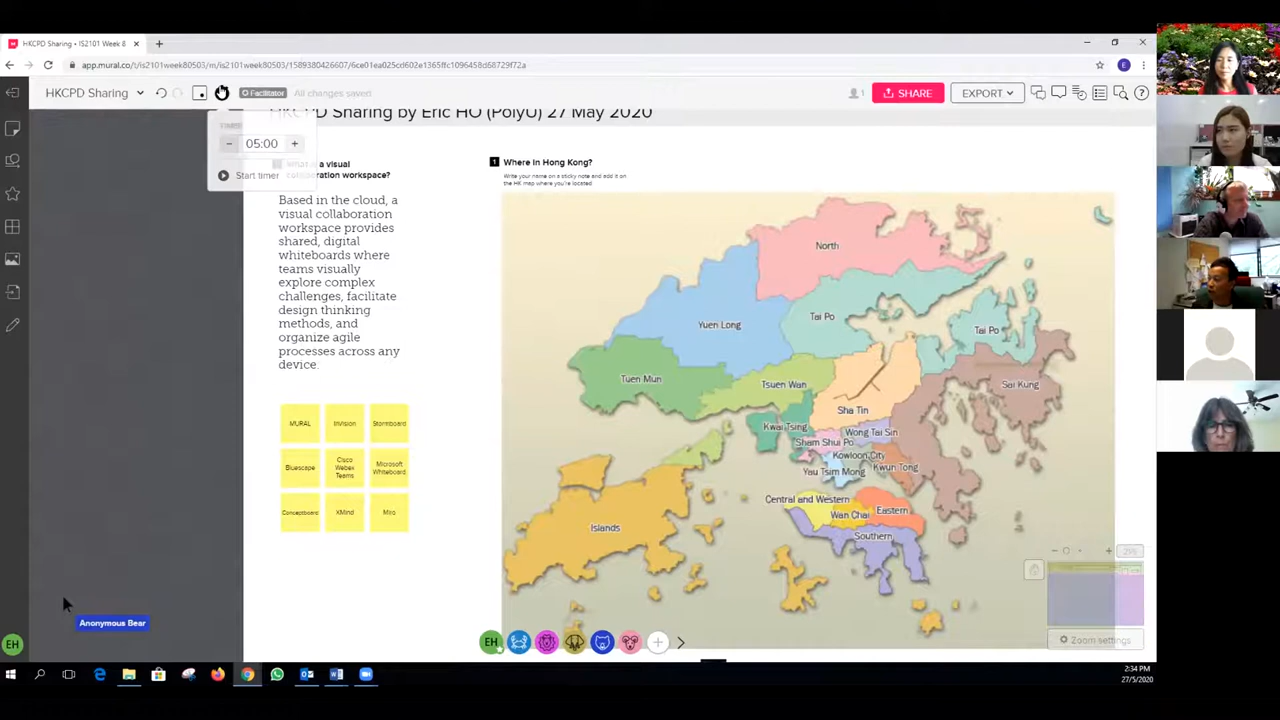 HKCPD Sharing • IS2101 Week 8
app.mural.co/t/is2101week80503/m/is2101week80503/1589380426607/6ce01ea025cd602e1365ffc1096458d68729f72a
E
HKCPD Sharing
Facilitator
All changes saved
1
SHARE
EXPORT
HKCPD Sharing by Eric HO (PolyU) 27 May 2020
TIMER
- 05:00 +
Start timer
What is a visual
collaboration workspace?
Based in the cloud, a
visual collaboration
workspace provides
shared, digital
whiteboards where
teams visually
explore complex
challenges, facilitate
design thinking
methods, and
organize agile
processes across any
device.
MURAL
InVision
Stormboard
Bluescape
Cisco
Webex
Teams
Microsoft
Whiteboard
Conceptboard
XMind
Miro
1 Where in Hong Kong?
Write your name on a sticky note and add it on
the HK map where you're located
North
Yuen Long
Tai Po
Tai Po
Tuen Mun
Tsuen Wan
Sai Kung
Sha Tin
Kwai Tsing
Wong Tai Sin
Sham Shui Po
Kowloon City
Yau Tsim Mong
Kwun Tong
Central and Western
Wan Chai
Eastern
Islands
Southern
Zoom settings
Anonymous Bear
EH
EH
2:34 PM
27/5/2020